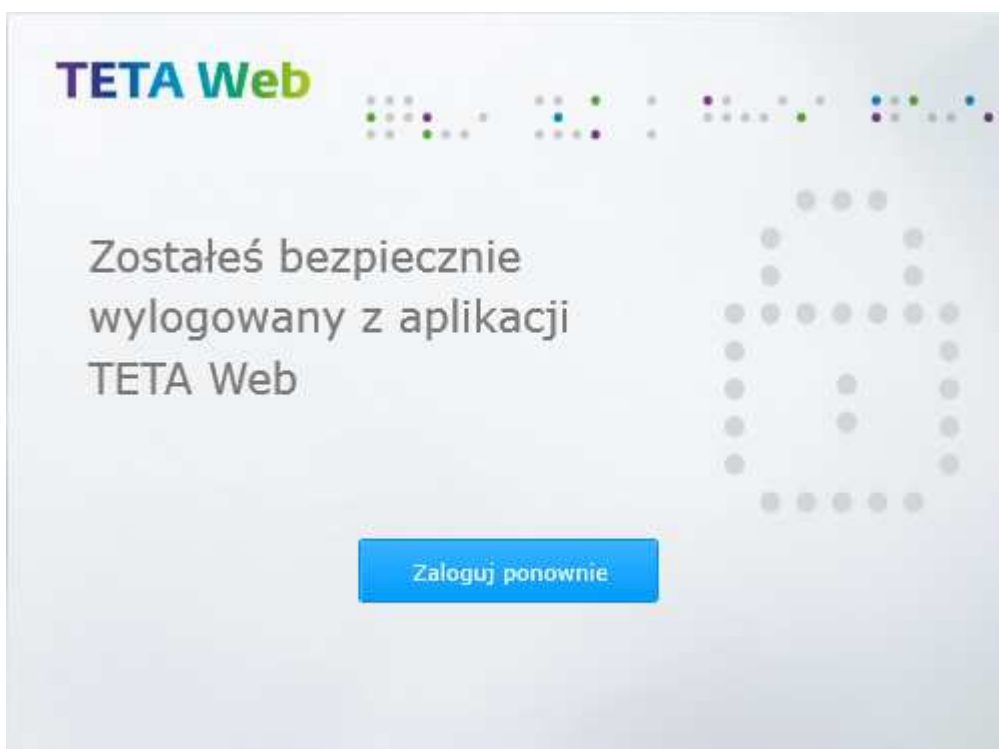 TETA Web
Zostałeś bezpiecznie
wylogowany z aplikacji
TETA Web
Zaloguj ponownie